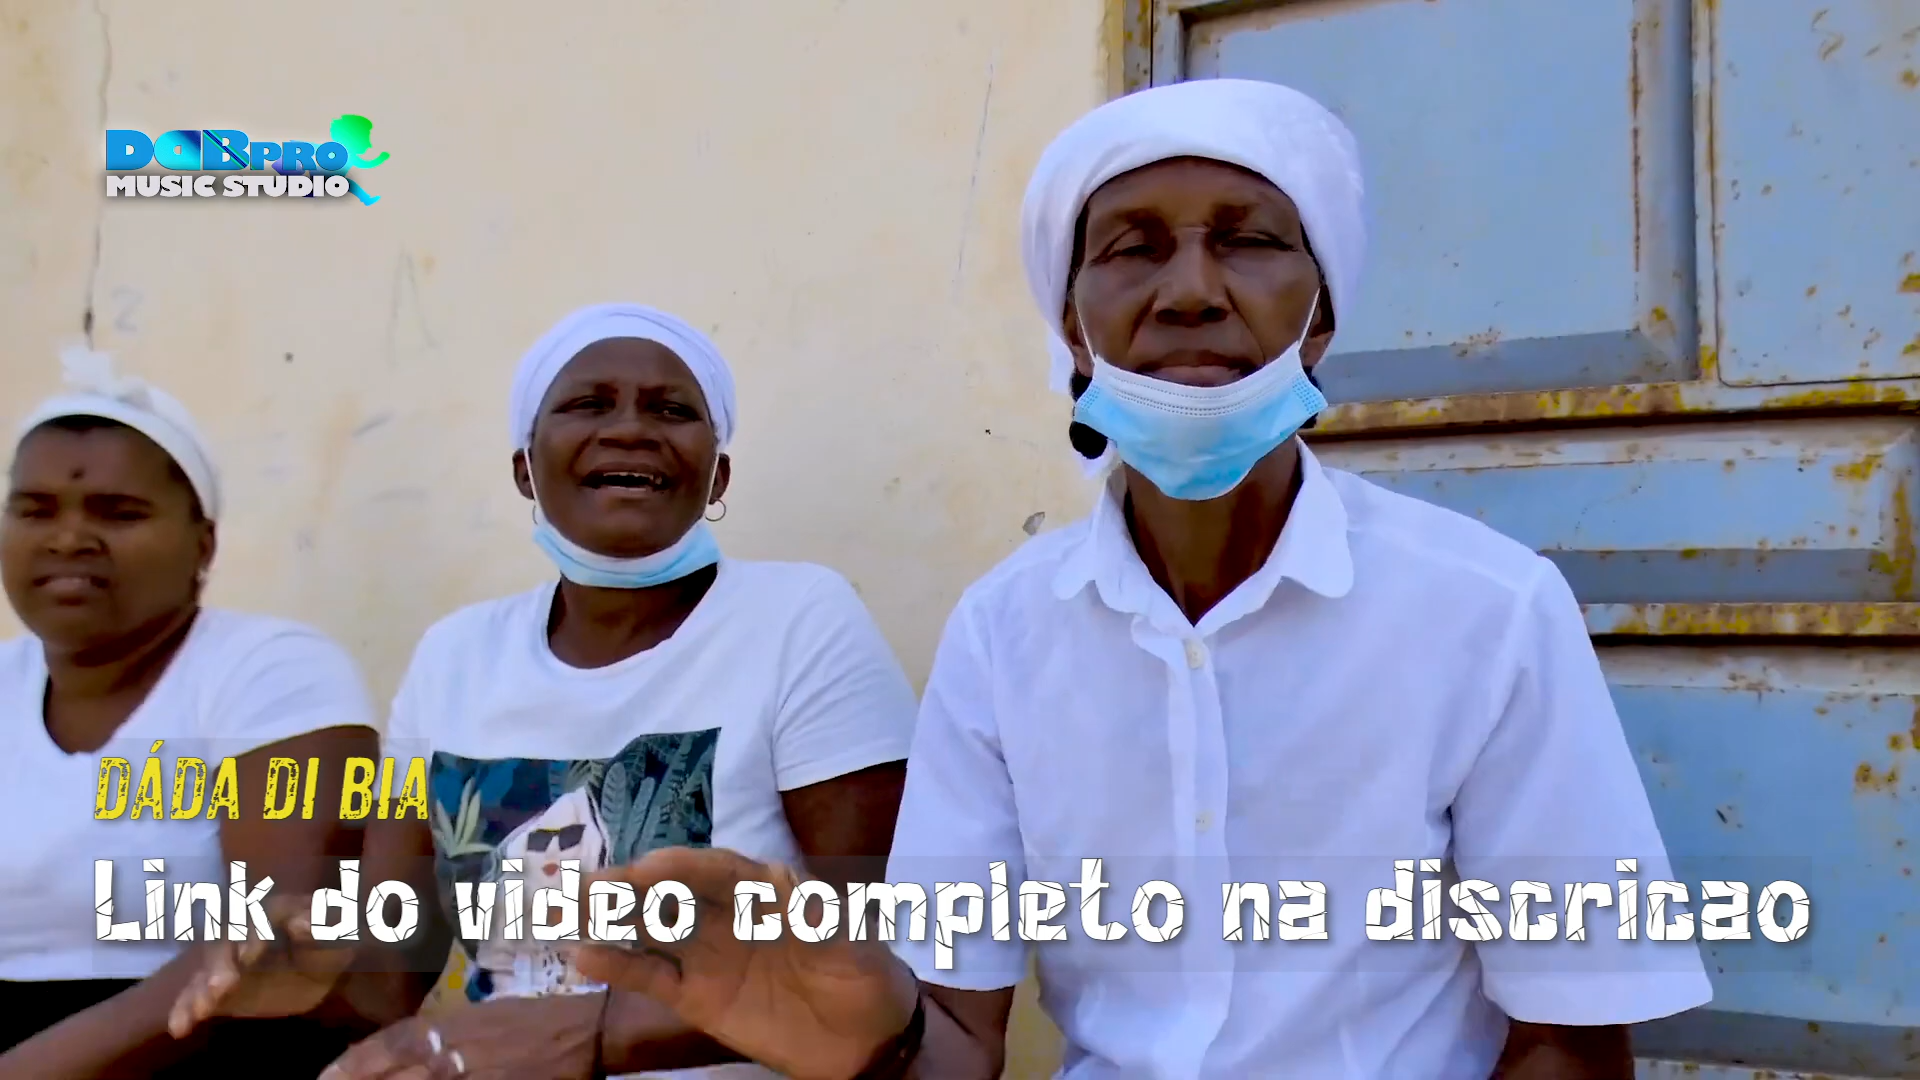 DABPRO
MUSIC STUDIO
DÁDA DI BIA
Link do video completo na discricao